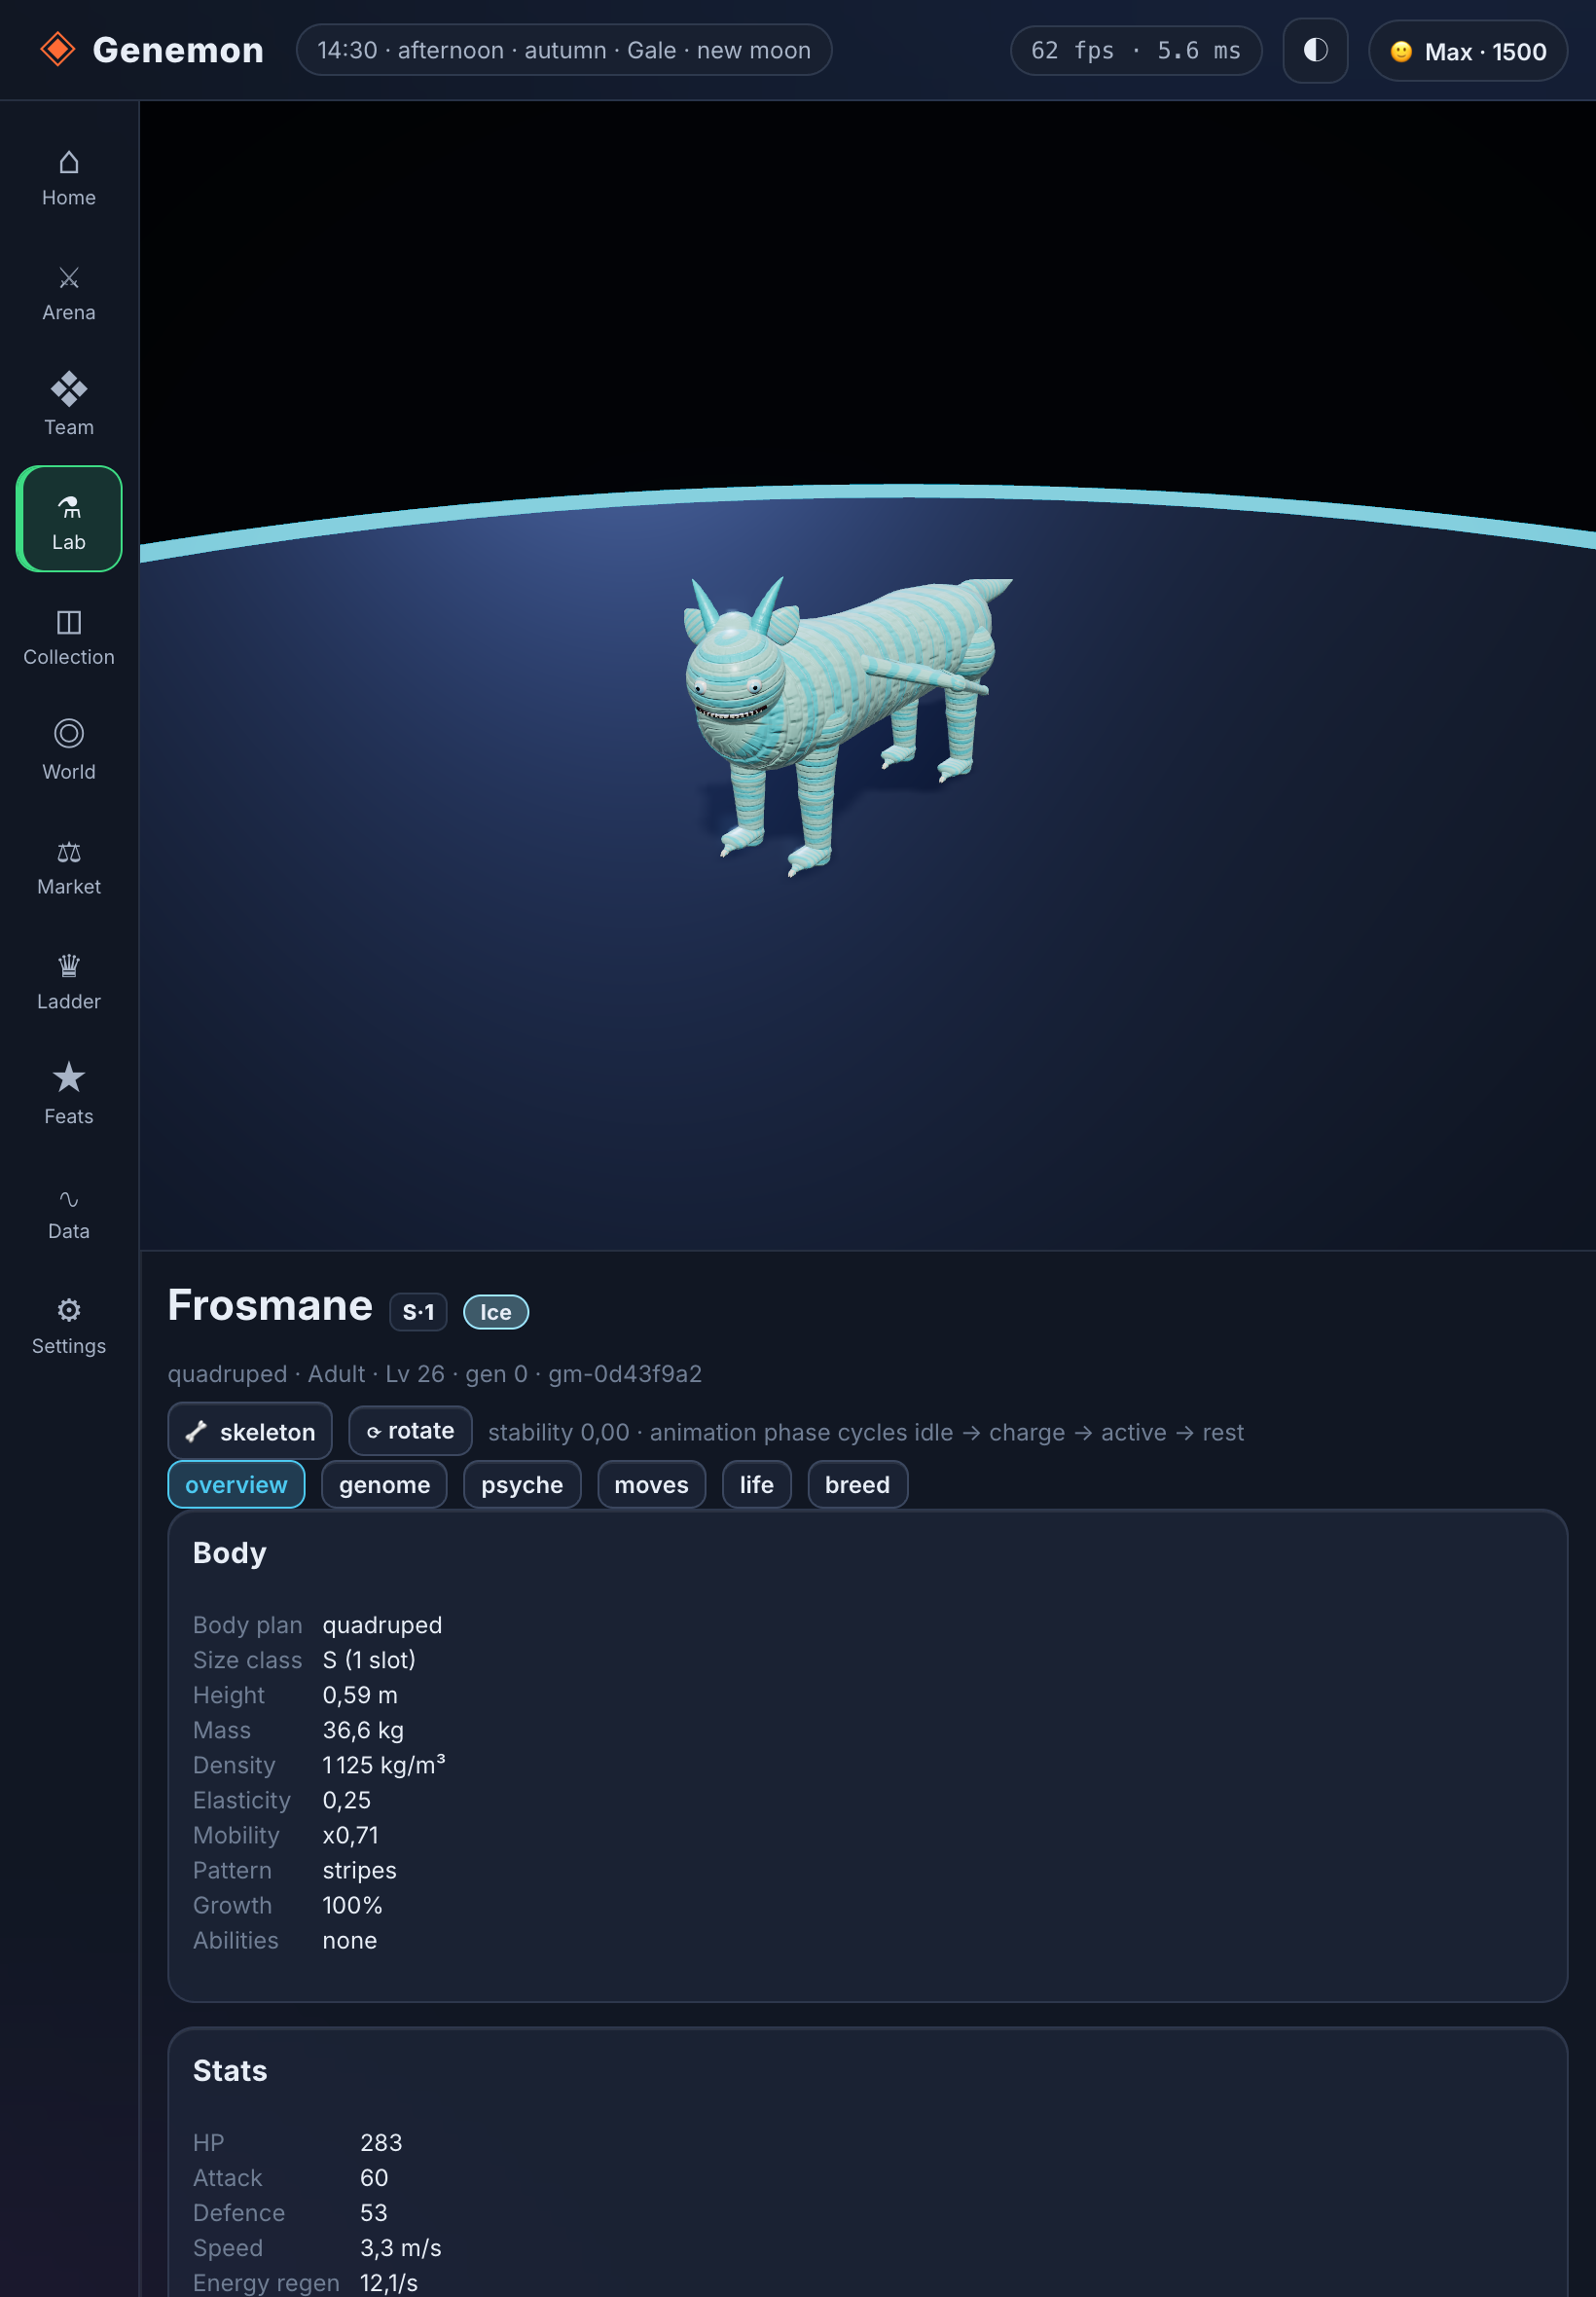 Genemon
14:30 · afternoon · autumn · Gale · new moon
62 fps · 5.6 ms
Max · 1500
Home
Arena
Team
Lab
Collection
World
Market
Ladder
Feats
Data
Settings
Frosmane S·1 Ice
quadruped · Adult · Lv 26 · gen 0 · gm-0d43f9a2
skeleton rotate stability 0,00 · animation phase cycles idle → charge → active → rest
overview genome psyche moves life breed
Body
Body plan quadruped
Size class S (1 slot)
Height 0,59 m
Mass 36,6 kg
Density 1 125 kg/m³
Elasticity 0,25
Mobility x0,71
Pattern stripes
Growth 100%
Abilities none
Stats
HP 283
Attack 60
Defence 53
Speed 3,3 m/s
Energy regen 12,1/s